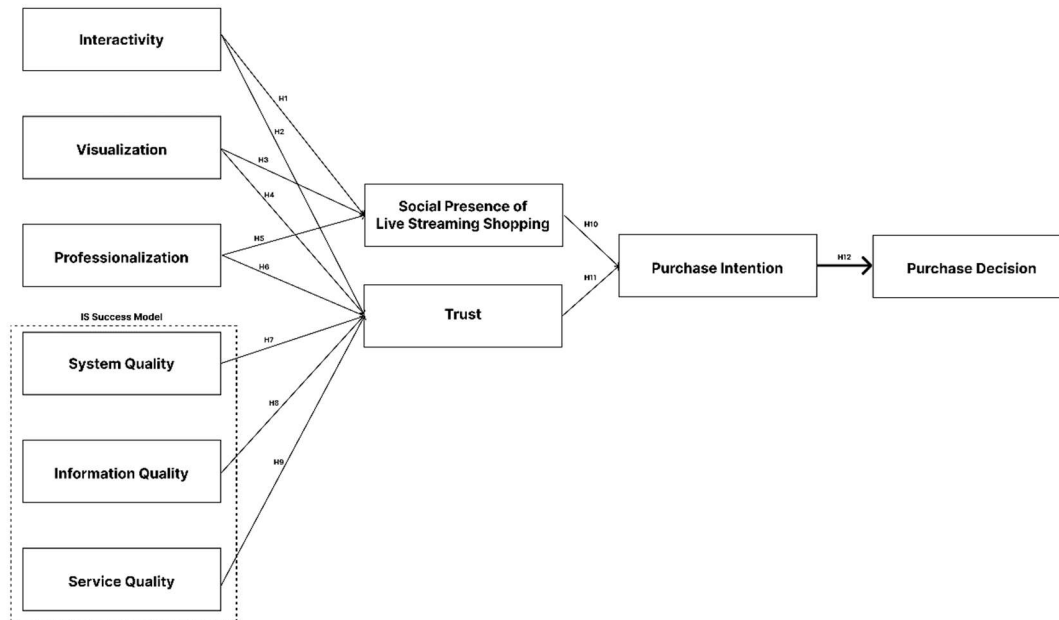 Interactivity
H1
H2
Visualization
H3
H4
Social Presence of
Live Streaming Shopping
H10
Professionalization
H5
H6
Purchase Intention
H12
Purchase Decision
H11
IS Success Model
Trust
System Quality
H7
H8
Information Quality
H9
Service Quality